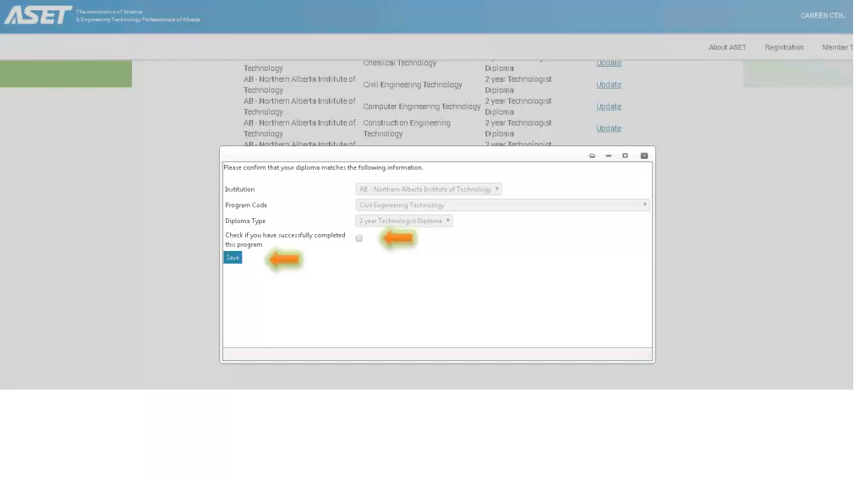 ASET
The Association of Science
& Engineering Technology Professionals of Alberta
CAREER CTR.
About ASET Registration Member T
Technology Chemical Technology Diploma Update
AB - Northern Alberta Institute of
Technology Civil Engineering Technology 2 year Technologist
Diploma Update
AB - Northern Alberta Institute of
Technology Computer Engineering Technology 2 year Technologist
Diploma Update
AB - Northern Alberta Institute of
Technology Construction Engineering
Technology 2 year Technologist
Diploma Update
Please confirm that your diploma matches the following information.
Institution AB - Northern Alberta Institute of Technology
Program Code Civil Engineering Technology
Diploma Type 2 year Technologist Diploma
Check if you have successfully completed
this program
Save